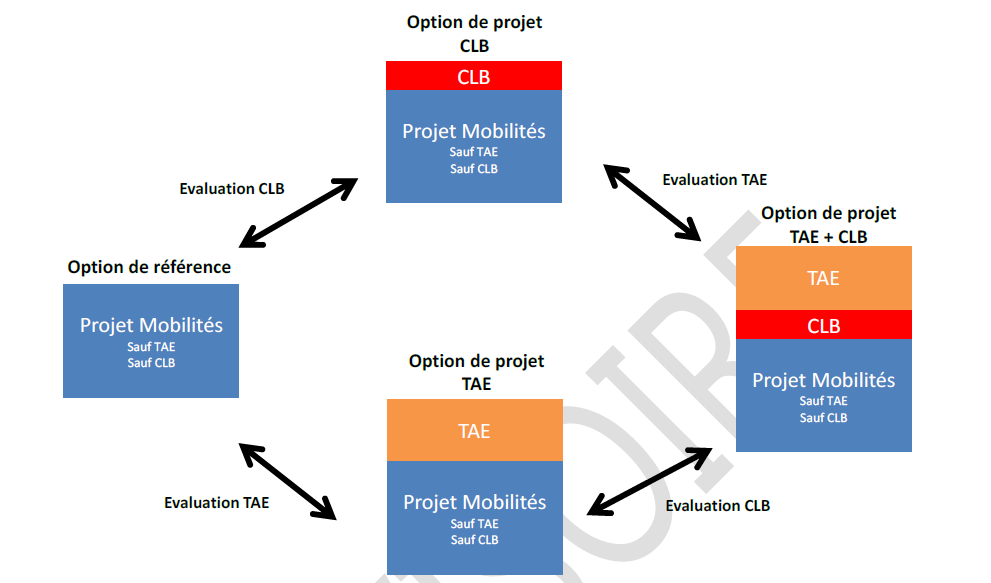 Option de projet
CLB
CLB
Projet Mobilités
Sauf TAE
Sauf CLB
Evaluation CLB
Evaluation TAE
Option de référence
Projet Mobilités
Sauf TAE
Sauf CLB
Option de projet
TAE + CLB
TAE
CLB
Projet Mobilités
Sauf TAE
Sauf CLB
Option de projet
TAE
TAE
Projet Mobilités
Sauf TAE
Sauf CLB
Evaluation TAE
Evaluation CLB